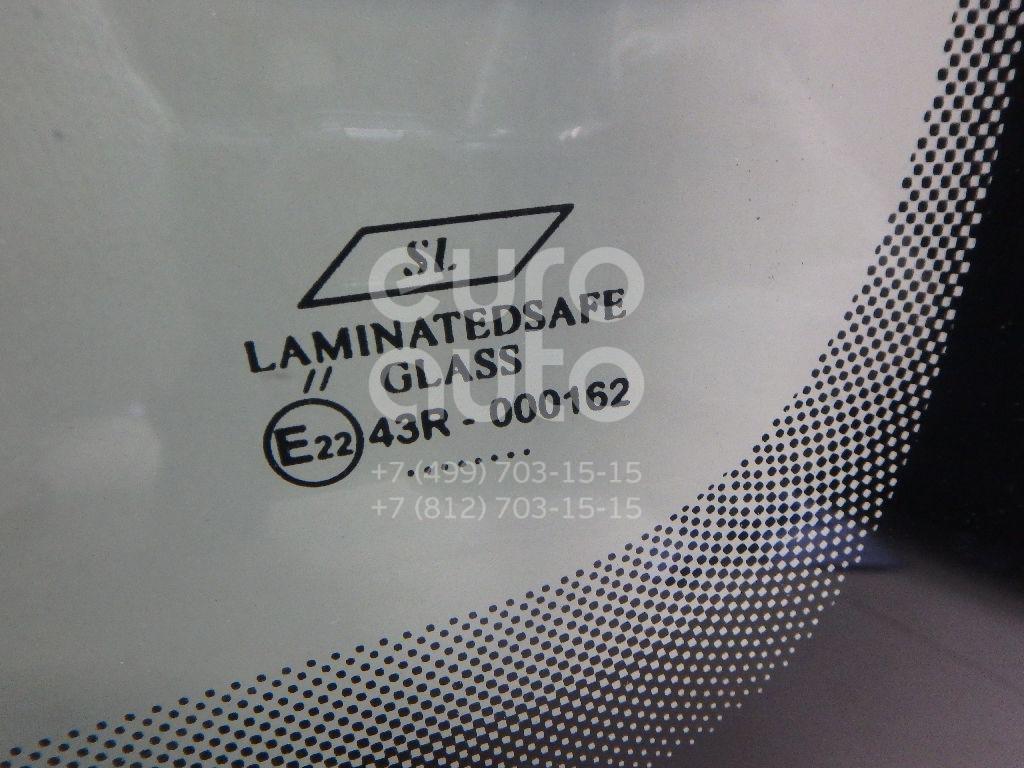 SL
LAMINATEDSAFE
//
GLASS
E22 43R - 000162
........
euro
auto
+7 (499) 703-15-15
+7 (812) 703-15-15